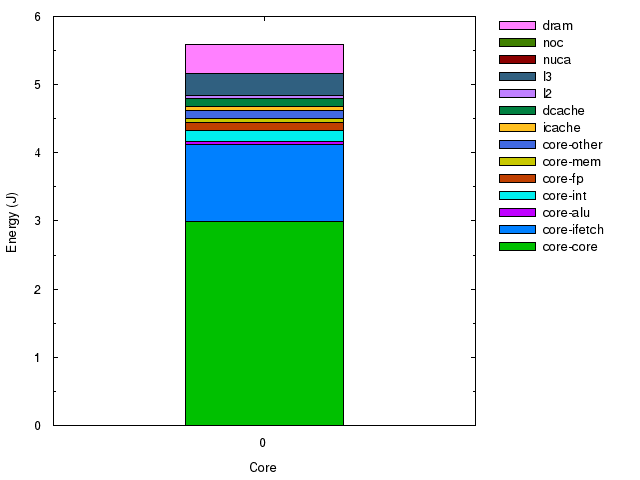 6
5
4
3
2
1
0
Energy (J)
0
Core
dram
noc
nuca
l3
l2
dcache
icache
core-other
core-mem
core-fp
core-int
core-alu
core-ifetch
core-core